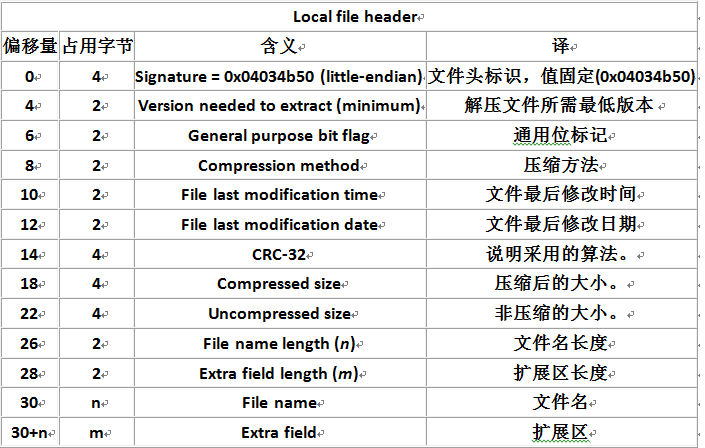 Local file header
偏移量 占用字节 含义 译
0 4 Signature = 0x04034b50 (little-endian) 文件头标识，值固定(0x04034b50)
4 2 Version needed to extract (minimum) 解压文件所需最低版本
6 2 General purpose bit flag 通用位标记
8 2 Compression method 压缩方法
10 2 File last modification time 文件最后修改时间
12 2 File last modification date 文件最后修改日期
14 4 CRC-32 说明采用的算法。
18 4 Compressed size 压缩后的大小。
22 4 Uncompressed size 非压缩的大小。
26 2 File name length (n) 文件名长度
28 2 Extra field length (m) 扩展区长度
30 n File name 文件名
30+n m Extra field 扩展区